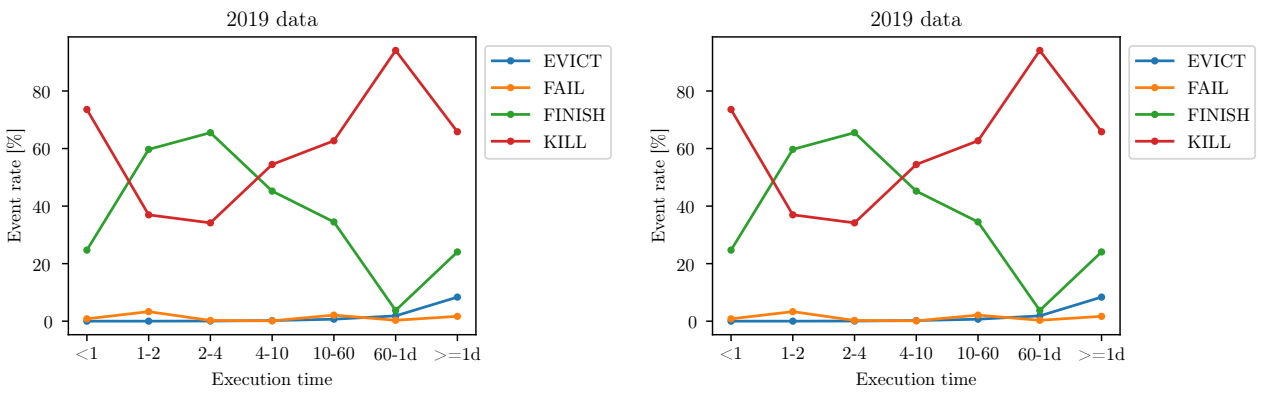 2019 data
Event rate [%]
80
60
40
20
0
<1 1-2 2-4 4-10 10-60 60-1d >=1d
Execution time
EVICT
FAIL
FINISH
KILL
2019 data
Event rate [%]
80
60
40
20
0
<1 1-2 2-4 4-10 10-60 60-1d >=1d
Execution time
EVICT
FAIL
FINISH
KILL